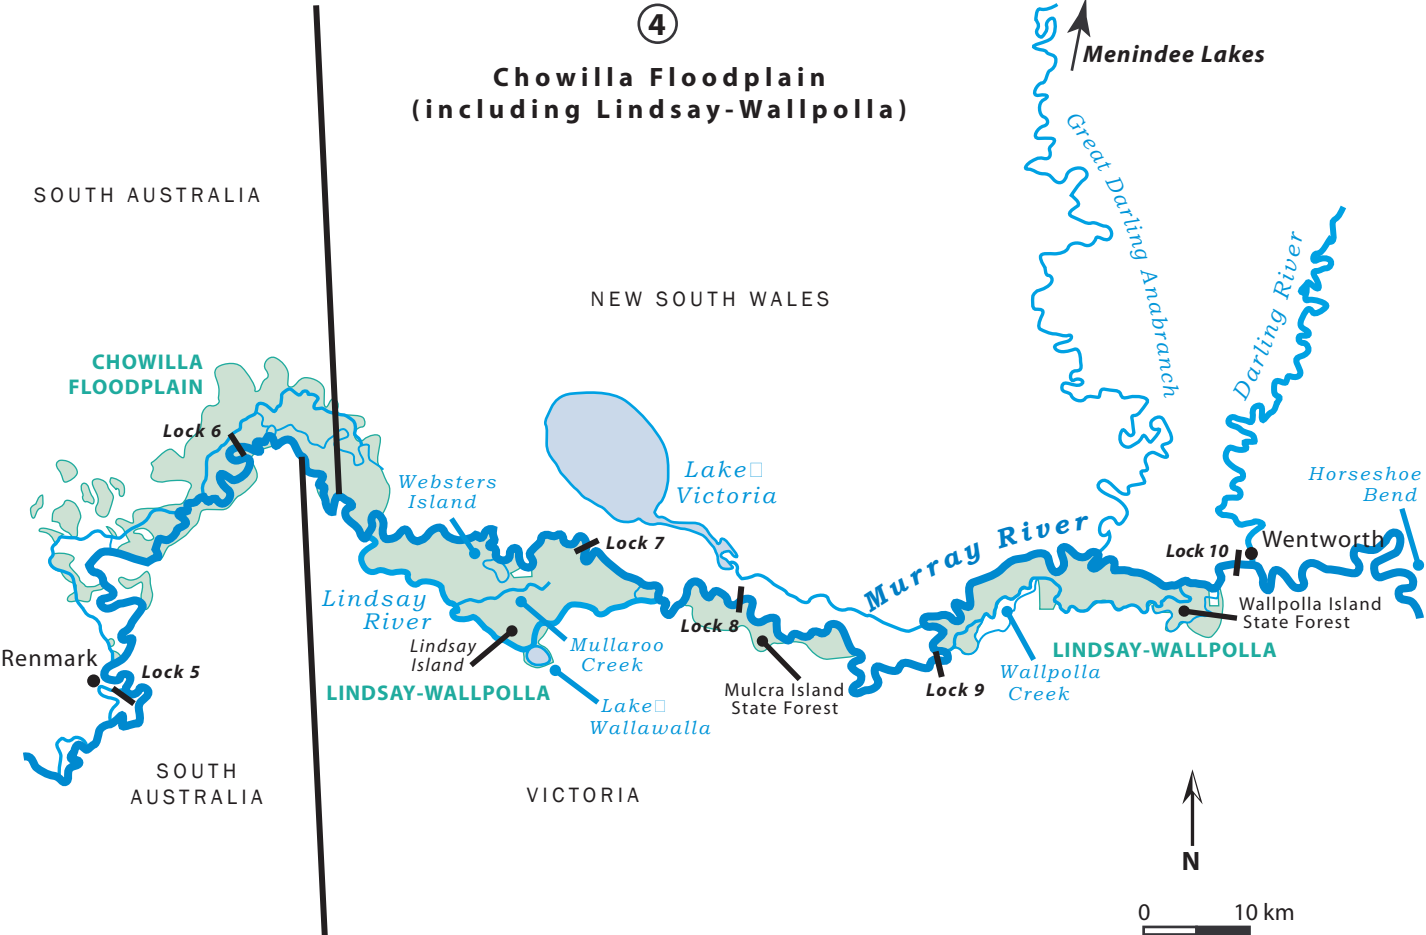 4
Chowilla Floodplain
(including Lindsay-Wallpolla)
Menindee Lakes
Great Darling Anabranch
SOUTH AUSTRALIA
Darling River
NEW SOUTH WALES
CHOWILLA
FLOODPLAIN
Lock 6
Websters
Island
Lake
Victoria
Horseshoe
Bend
Lock 7
Murray River
Lock 10
Wentworth
Lindsay
River
Lock 8
Wallpolla Island
State Forest
Lindsay
Island
Mullaroo
Creek
LINDSAY-WALLPOLLA
Renmark
Lock 5
Wallpolla
Creek
LINDSAY-WALLPOLLA
Mulcra Island
State Forest
Lock 9
Lake
Wallawalla
SOUTH
AUSTRALIA
VICTORIA
N
0 10 km